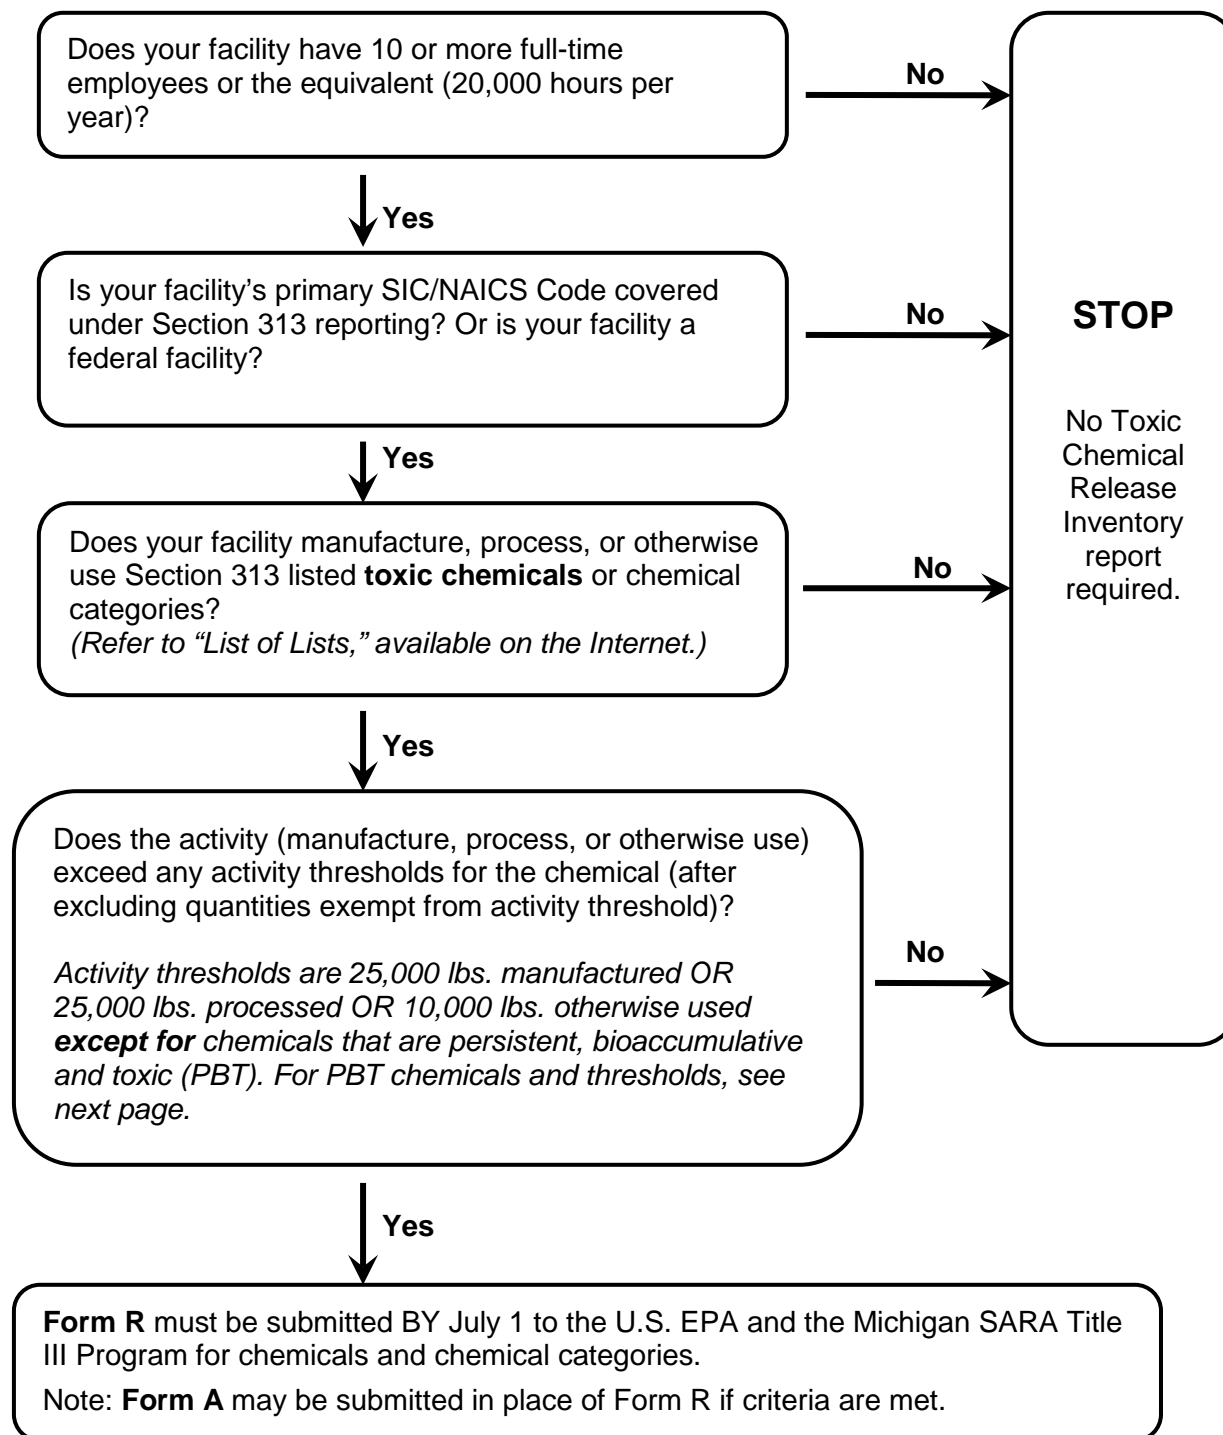 Does your facility have 10 or more full-time
employees or the equivalent (20,000 hours per
year)?
No
Yes
Is your facility’s primary SIC/NAICS Code covered
under Section 313 reporting? Or is your facility a
federal facility?
No
STOP
No Toxic
Chemical
Release
Inventory
report
required.
Yes
Does your facility manufacture, process, or otherwise
use Section 313 listed toxic chemicals or chemical
categories?
(Refer to “List of Lists,” available on the Internet.)
No
Yes
Does the activity (manufacture, process, or otherwise use)
exceed any activity thresholds for the chemical (after
excluding quantities exempt from activity threshold)?
Activity thresholds are 25,000 lbs. manufactured OR
25,000 lbs. processed OR 10,000 lbs. otherwise used
except for chemicals that are persistent, bioaccumulative
and toxic (PBT). For PBT chemicals and thresholds, see
next page.
No
Yes
Form R must be submitted BY July 1 to the U.S. EPA and the Michigan SARA Title
III Program for chemicals and chemical categories.
Note: Form A may be submitted in place of Form R if criteria are met.